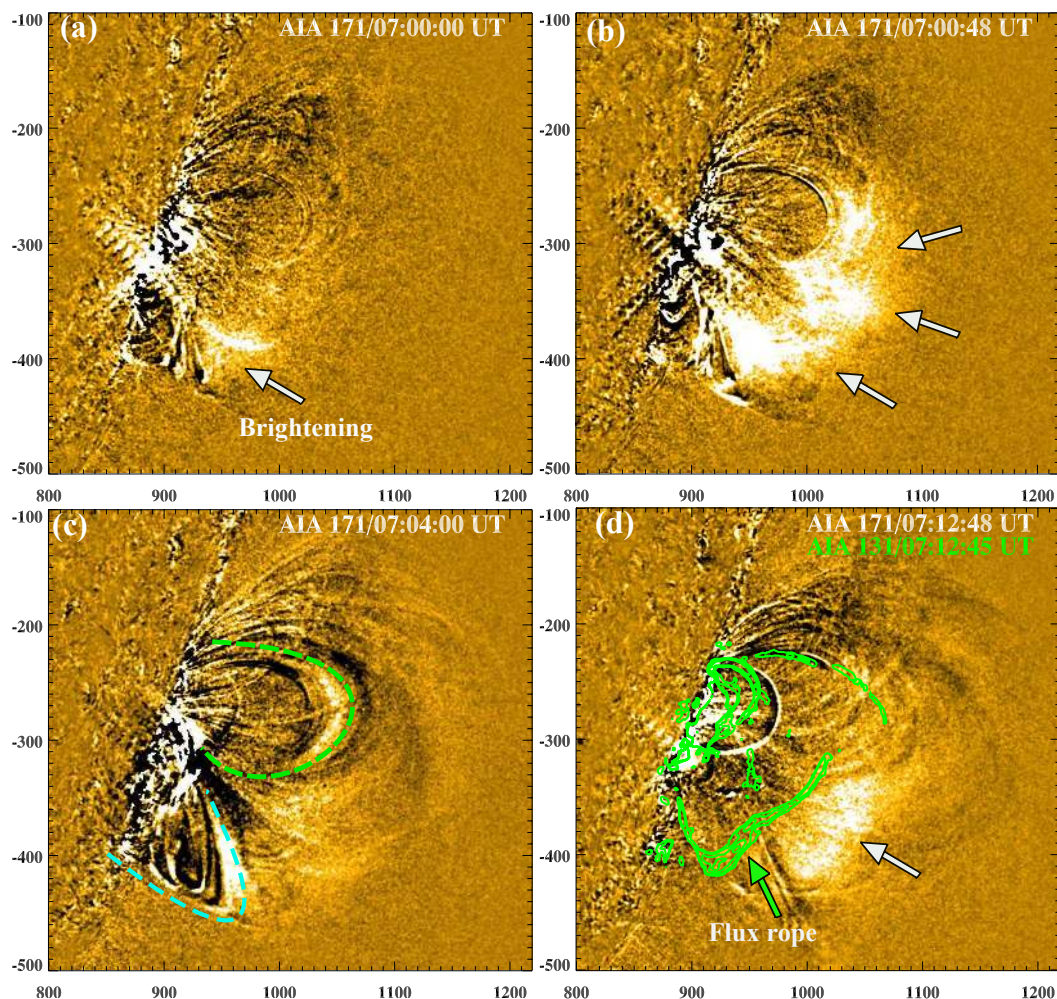 (a) AIA 171/07:00:00 UT
(b) AIA 171/07:00:48 UT
-100
-200
-300
-400
-500
Brightening
800 900 1000 1100 1200
-100
-200
-300
-400
-500
800 900 1000 1100 1200
(c) AIA 171/07:04:00 UT
(d) AIA 171/07:12:48 UT
AIA 131/07:12:45 UT
-100
-200
-300
-400
-500
800 900 1000 1100 1200
-100
-200
-300
-400
-500
Flux rope
800 900 1000 1100 1200